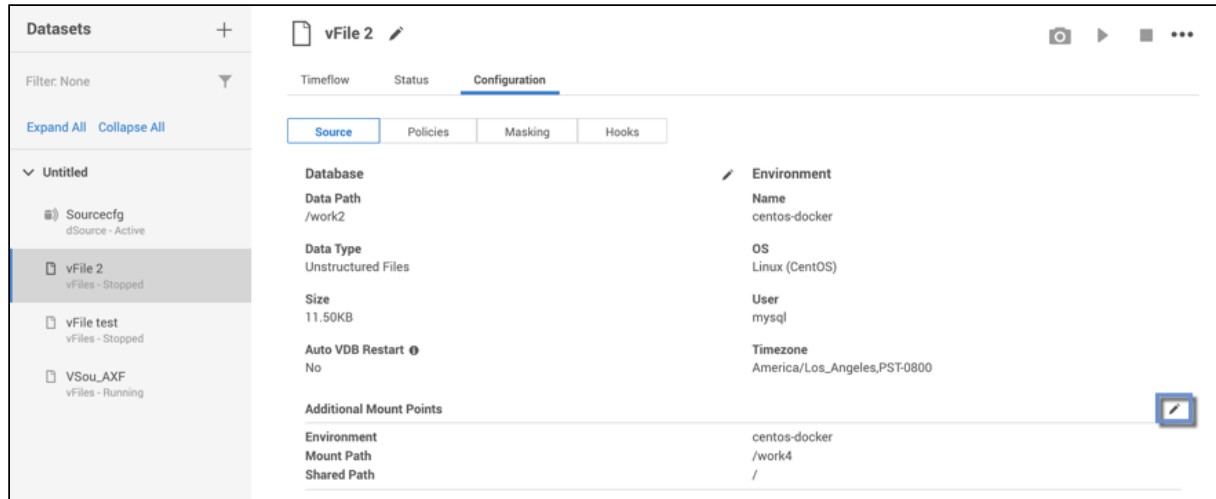 Datasets
Filter: None
Expand All Collapse All
Untitled
Sourcecfg
dSource - Active
vFile 2
vFiles - Stopped
vFile test
vFiles - Stopped
VSou_AXF
vFiles - Running
vFile 2
Timeflow Status Configuration
Source Policies Masking Hooks
Database
Data Path
/work2
Data Type
Unstructured Files
Size
11.50KB
Auto VDB Restart
No
Environment
Name
centos-docker
OS
Linux (CentOS)
User
mysql
Timezone
America/Los_Angeles,PST-0800
Additional Mount Points
Environment centos-docker
Mount Path /work4
Shared Path /